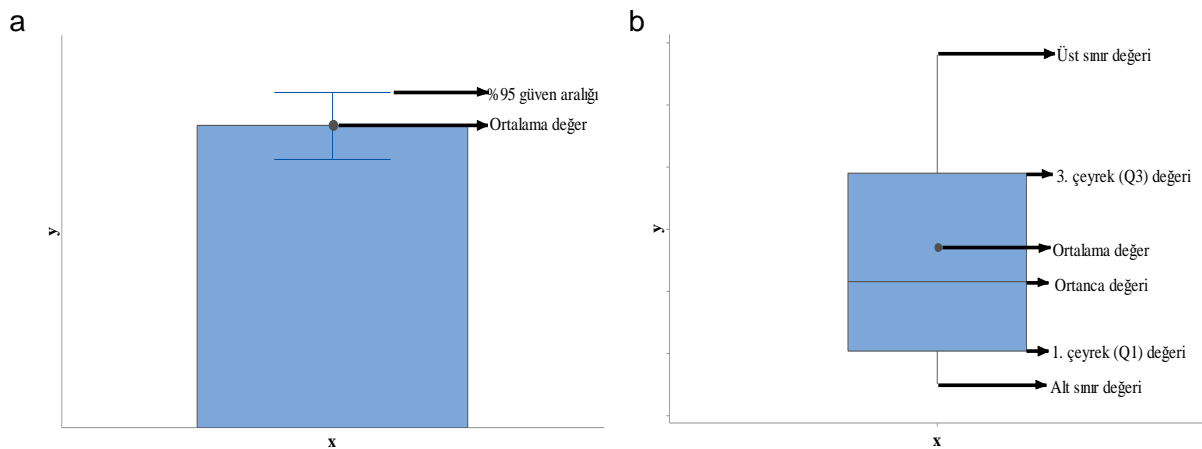 a
%95 güven aralığı
Ortalama değer
y
x
b
Üst sınır değeri
3. çeyrek (Q3) değeri
y
Ortalama değer
Ortanca değeri
1. çeyrek (Q1) değeri
Alt sınır değeri
x